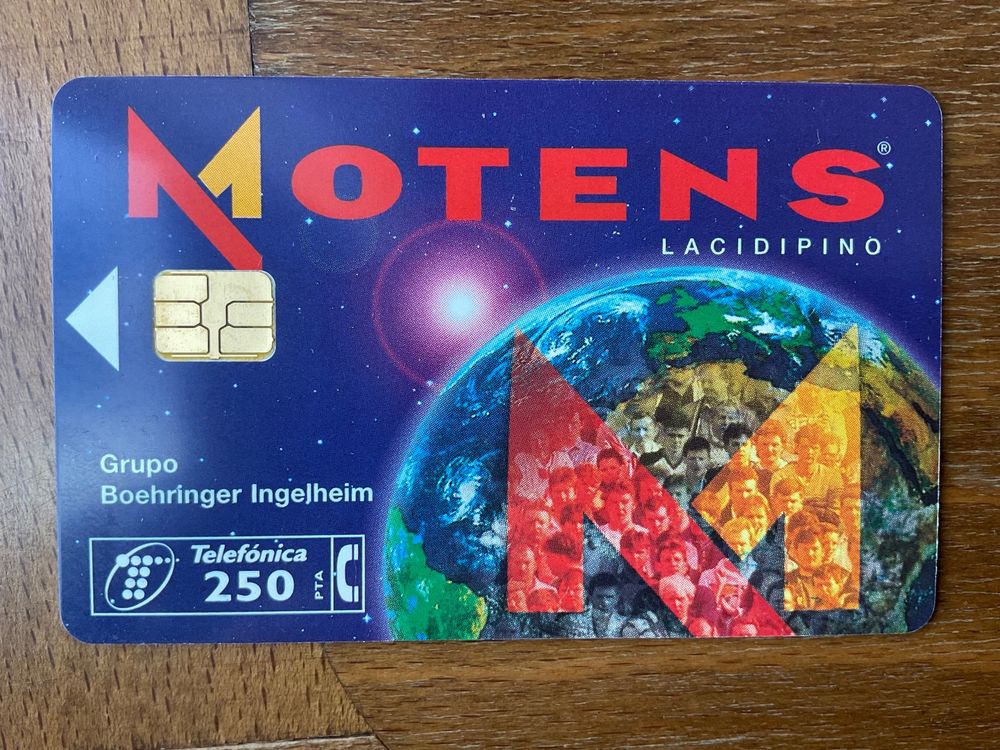 MOTENS®
LACIDIPINO
Grupo
Boehringer Ingelheim
Telefónica
250 PTA